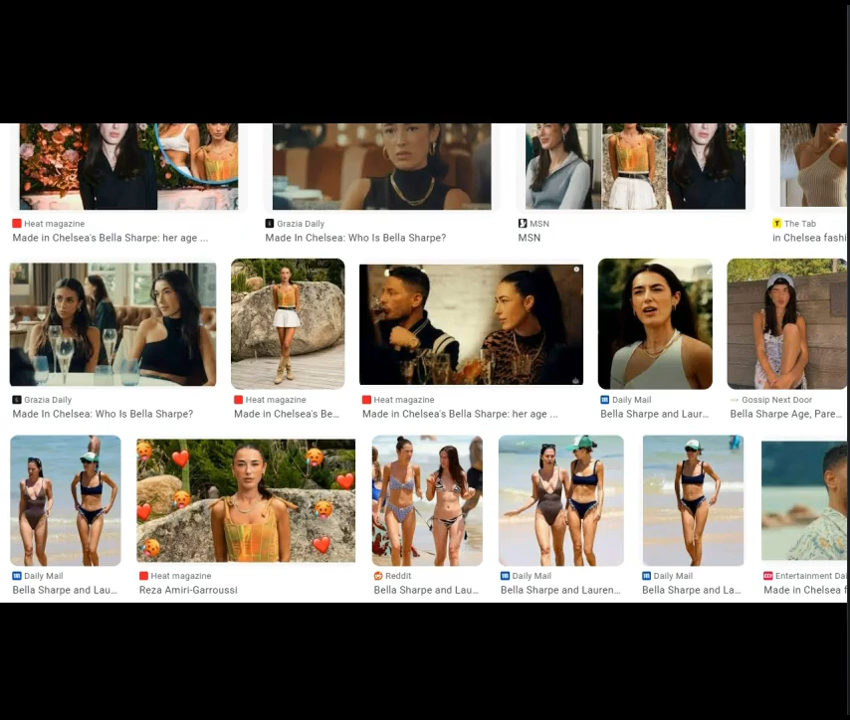 Heat magazine
Made in Chelsea's Bella Sharpe: her age ...
Grazia Daily
Made In Chelsea: Who Is Bella Sharpe?
MSN
MSN
The Tab
in Chelsea fashi
Grazia Daily
Made In Chelsea: Who Is Bella Sharpe?
Heat magazine
Made in Chelsea's Be...
Heat magazine
Made in Chelsea's Bella Sharpe: her age ...
Daily Mail
Bella Sharpe and Laur...
Gossip Next Door
Bella Sharpe Age, Pare...
Daily Mail
Bella Sharpe and Lau...
Heat magazine
Reza Amiri-Garroussi
Reddit
Bella Sharpe and Lau...
Daily Mail
Bella Sharpe and Lauren...
Daily Mail
Bella Sharpe and La...
Entertainment Dai
Made in Chelsea f